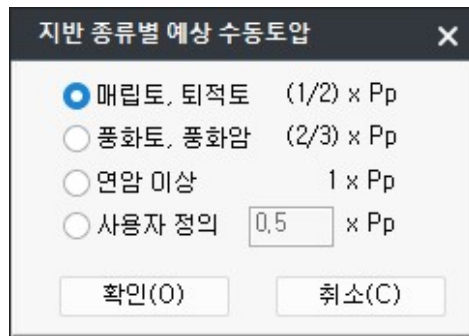 지반 종류별 예상 수동토압
매립토, 퇴적토 (1/2) x Pp
풍화토, 풍화암 (2/3) x Pp
연암 이상 1 x Pp
사용자 정의 0.5 x Pp
확인(O) 취소(C)